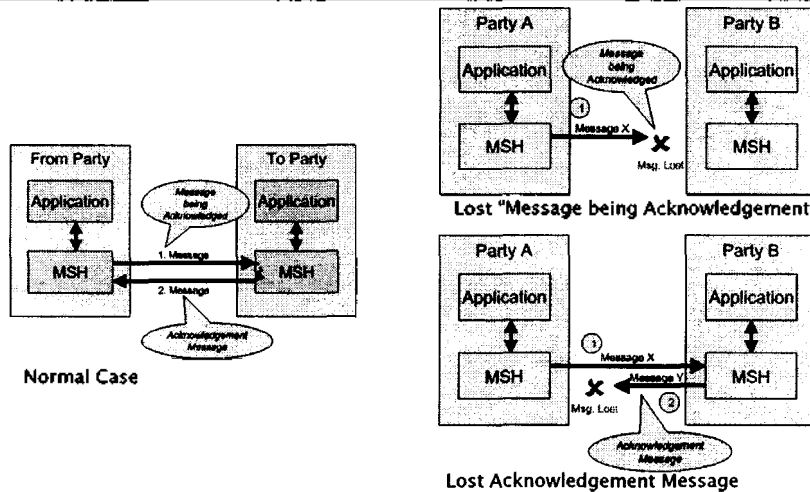 From Party
To Party
Application
Application
Message
being
Acknowledged
MSH
1. Message
2. Message
MSH
Acknowledgement
Message
Normal Case
Party A
Party B
Application
Message
being
Acknowledged
Application
1
MSH
Message X
Msg. Lost
MSH
Lost "Message being Acknowledgement
Party A
Party B
Application
Application
1
Message X
MSH
Message Y
MSH
Msg. Lost
2
Acknowledgement
Message
Lost Acknowledgement Message